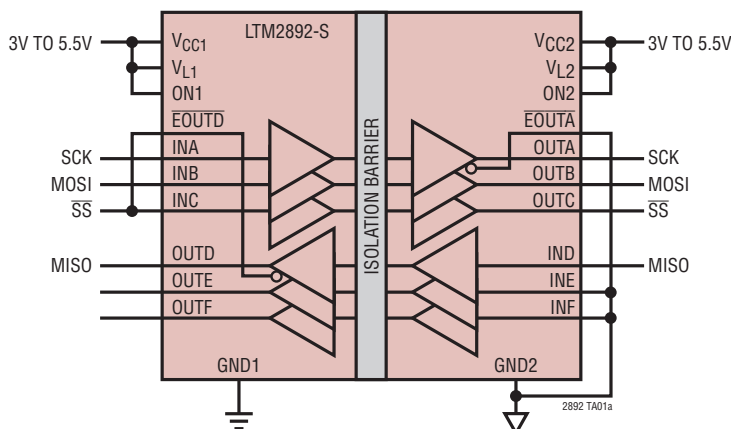 LTM2892-S
3V TO 5.5V
VCC1
VL1
ON1
EOUTD
SCK
INA
MOSI
INB
SS
INC
MISO
OUTD
OUTE
OUTF
GND1
ISOLATION BARRIER
VCC2
3V TO 5.5V
VL2
ON2
EOUTA
OUTA
SCK
OUTB
MOSI
OUTC
SS
IND
MISO
INE
INF
GND2
2892 TA01a